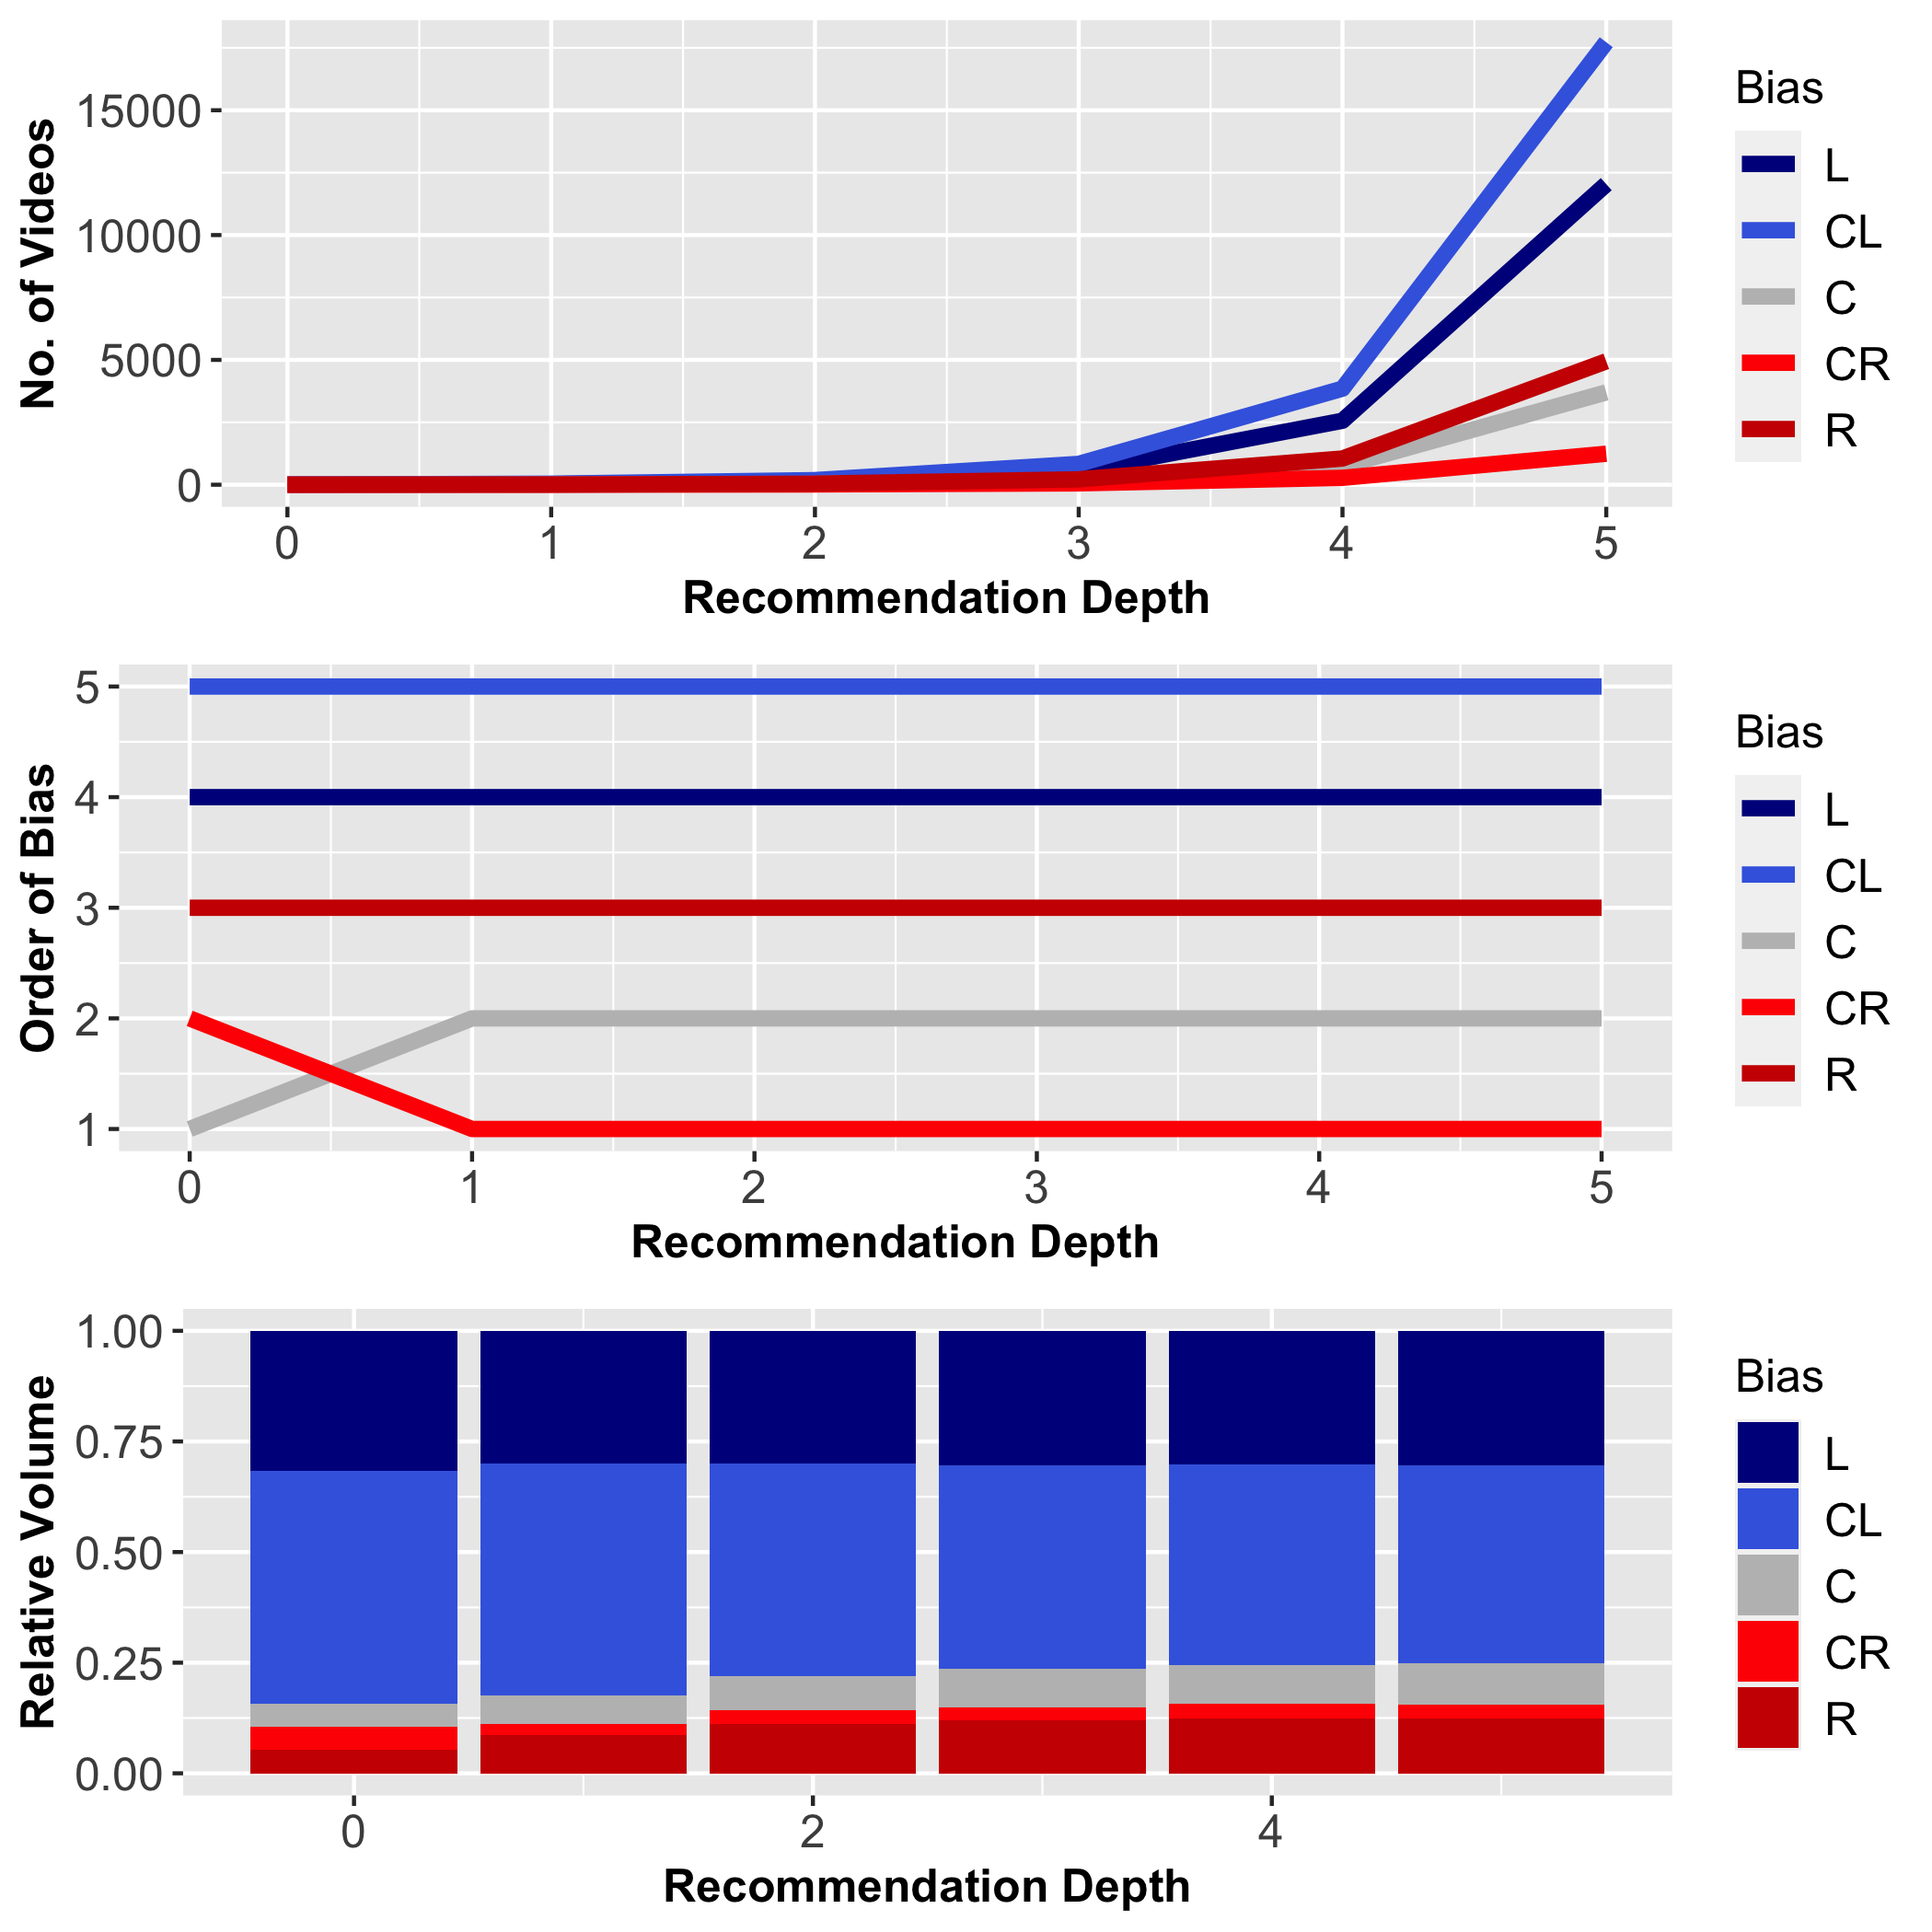 No. of Videos
15000
10000
5000
0
0 1 2 3 4 5
Recommendation Depth
Bias
L
CL
C
CR
R
Order of Bias
5
4
3
2
1
0 1 2 3 4 5
Recommendation Depth
Bias
L
CL
C
CR
R
Relative Volume
1.00
0.75
0.50
0.25
0.00
0 2 4
Recommendation Depth
Bias
L
CL
C
CR
R